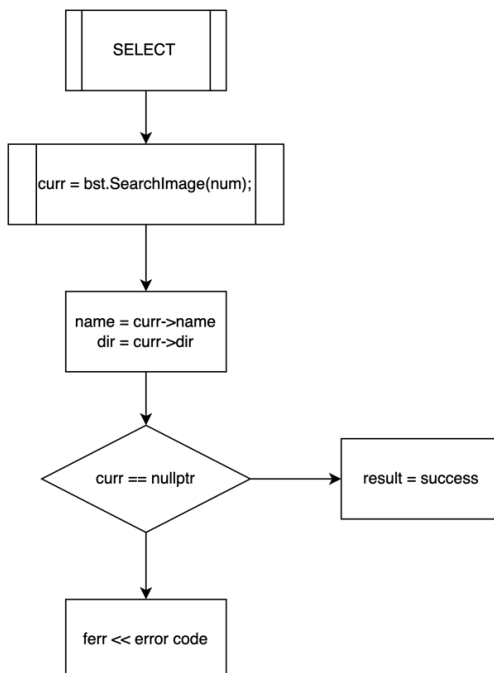 SELECT
curr = bst.SearchImage(num);
name = curr->name
dir = curr->dir
curr == nullptr
result = success
ferr << error code